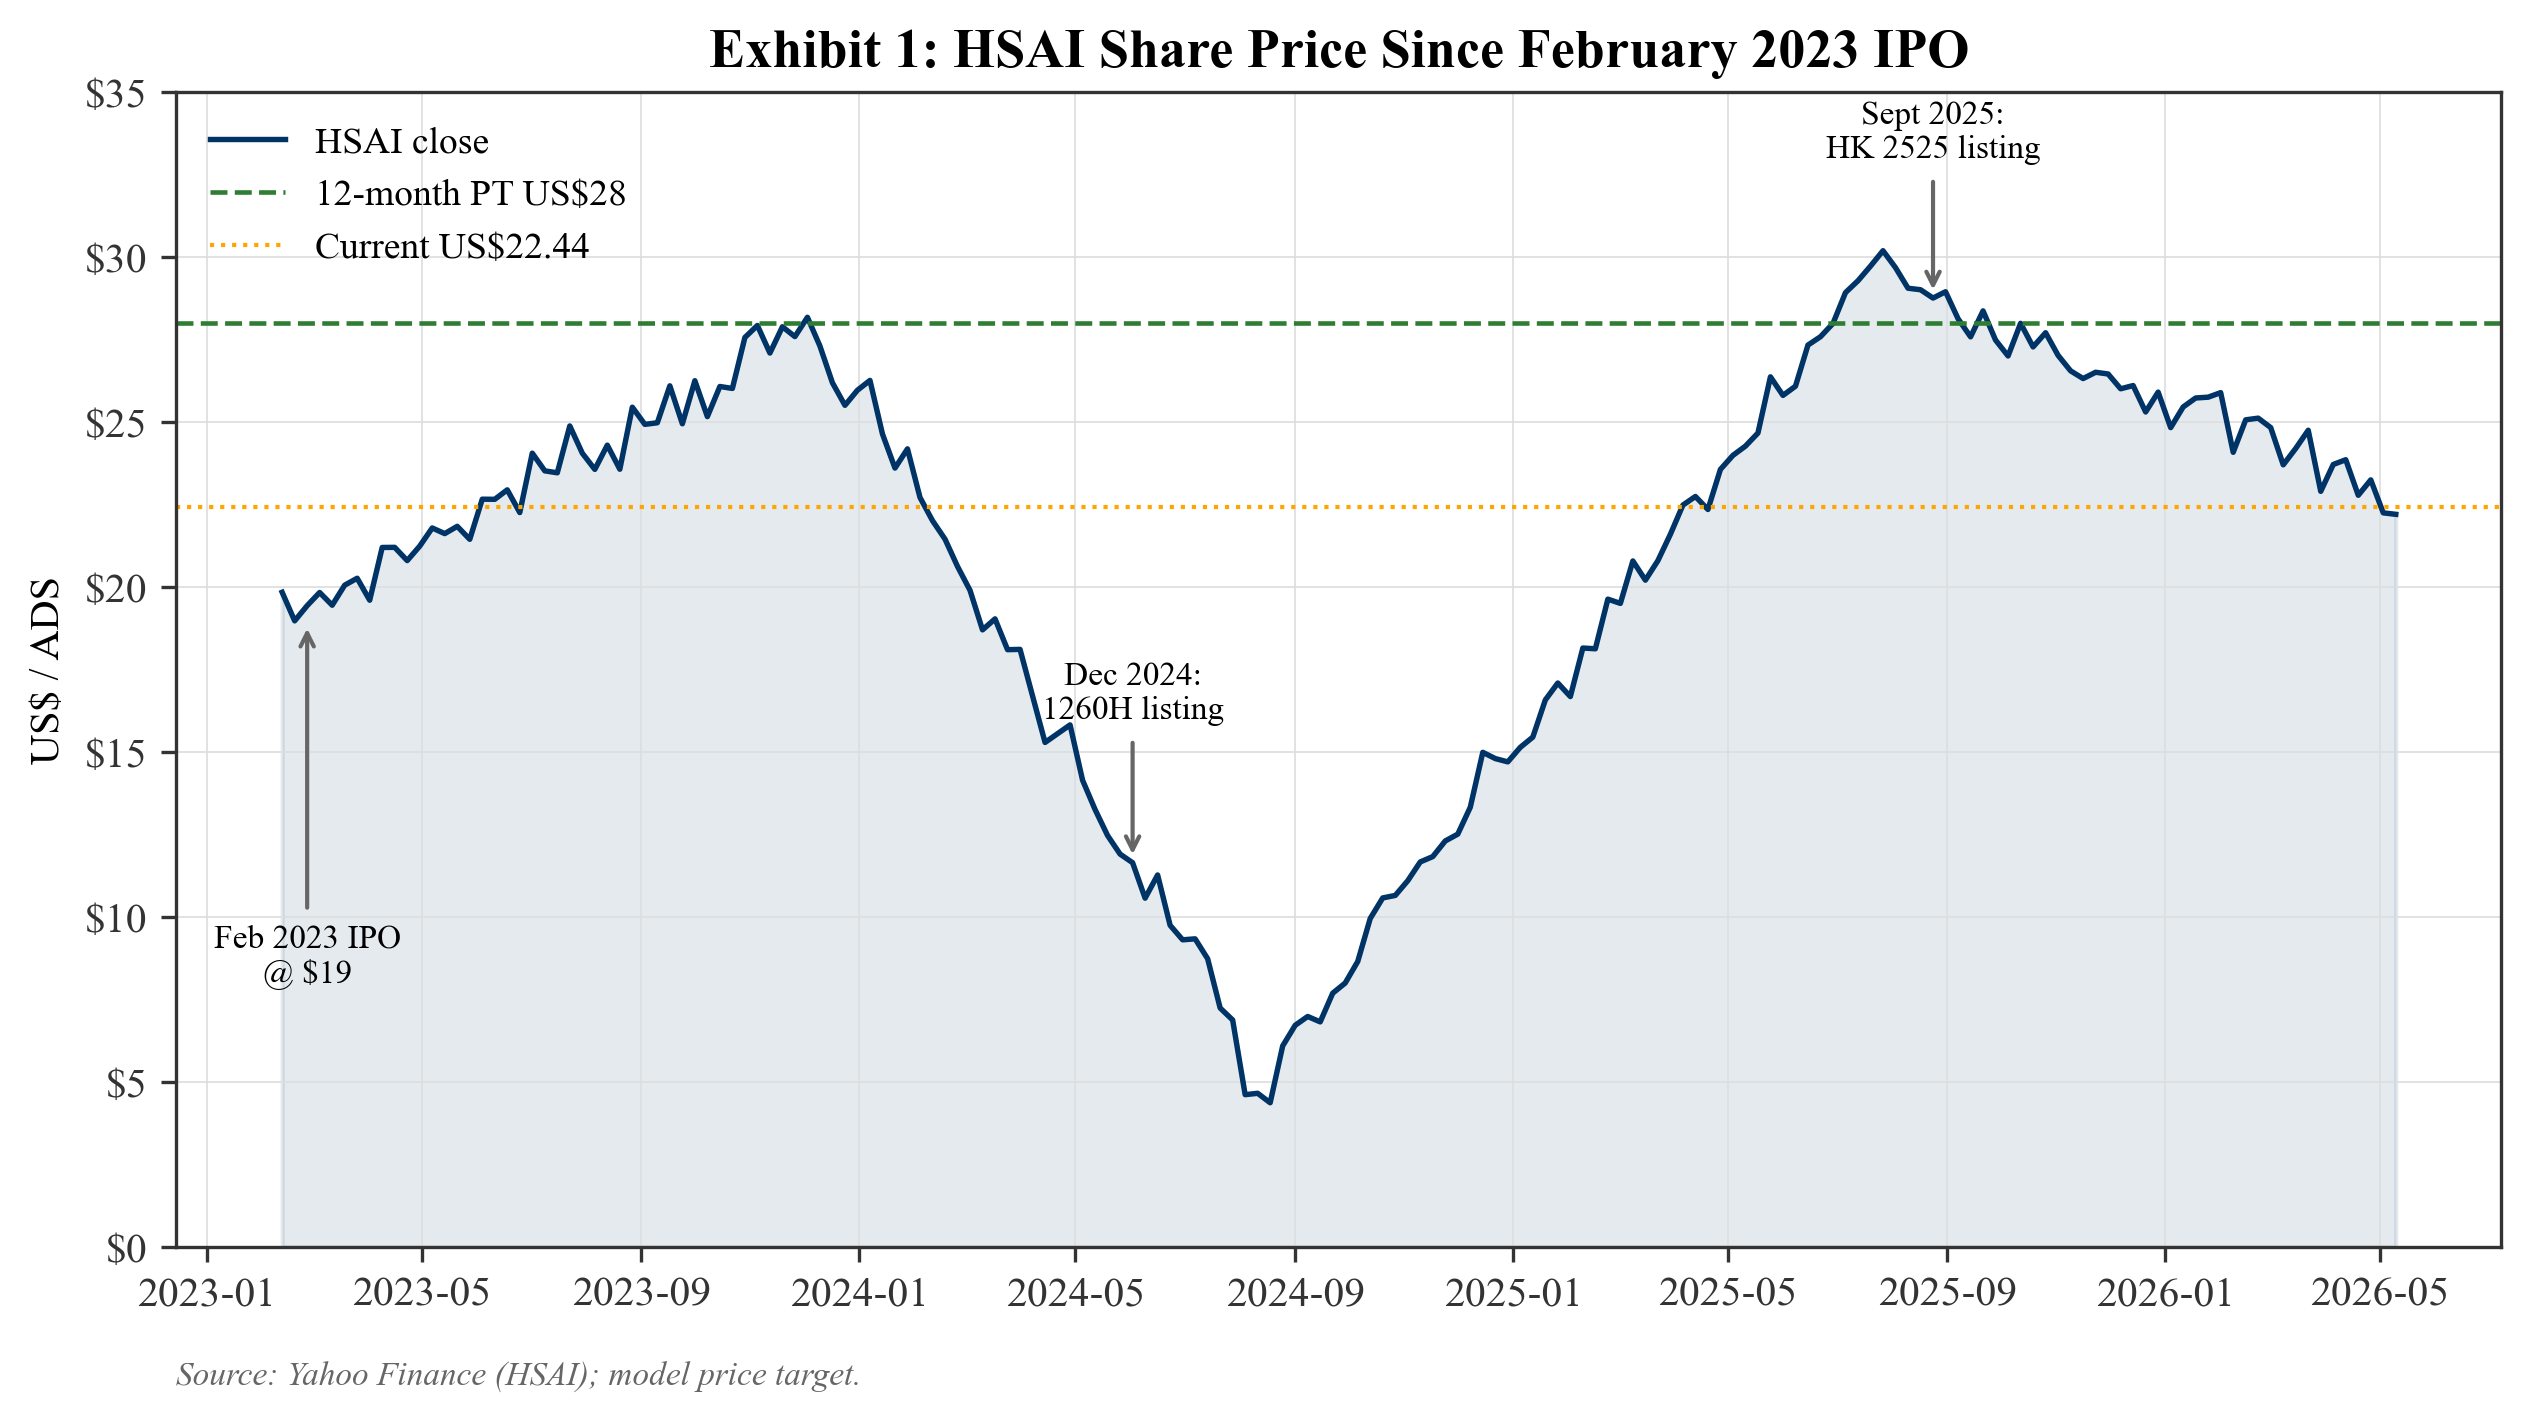 Exhibit 1: HSAI Share Price Since February 2023 IPO
HSAI close
12-month PT US$28
Current US$22.44
Sept 2025:
HK 2525 listing
Dec 2024:
1260H listing
Feb 2023 IPO
@ $19
US$ / ADS
$35
$30
$25
$20
$15
$10
$5
$0
2023-01
2023-05
2023-09
2024-01
2024-05
2024-09
2025-01
2025-05
2025-09
2026-01
2026-05
Source: Yahoo Finance (HSAI); model price target.